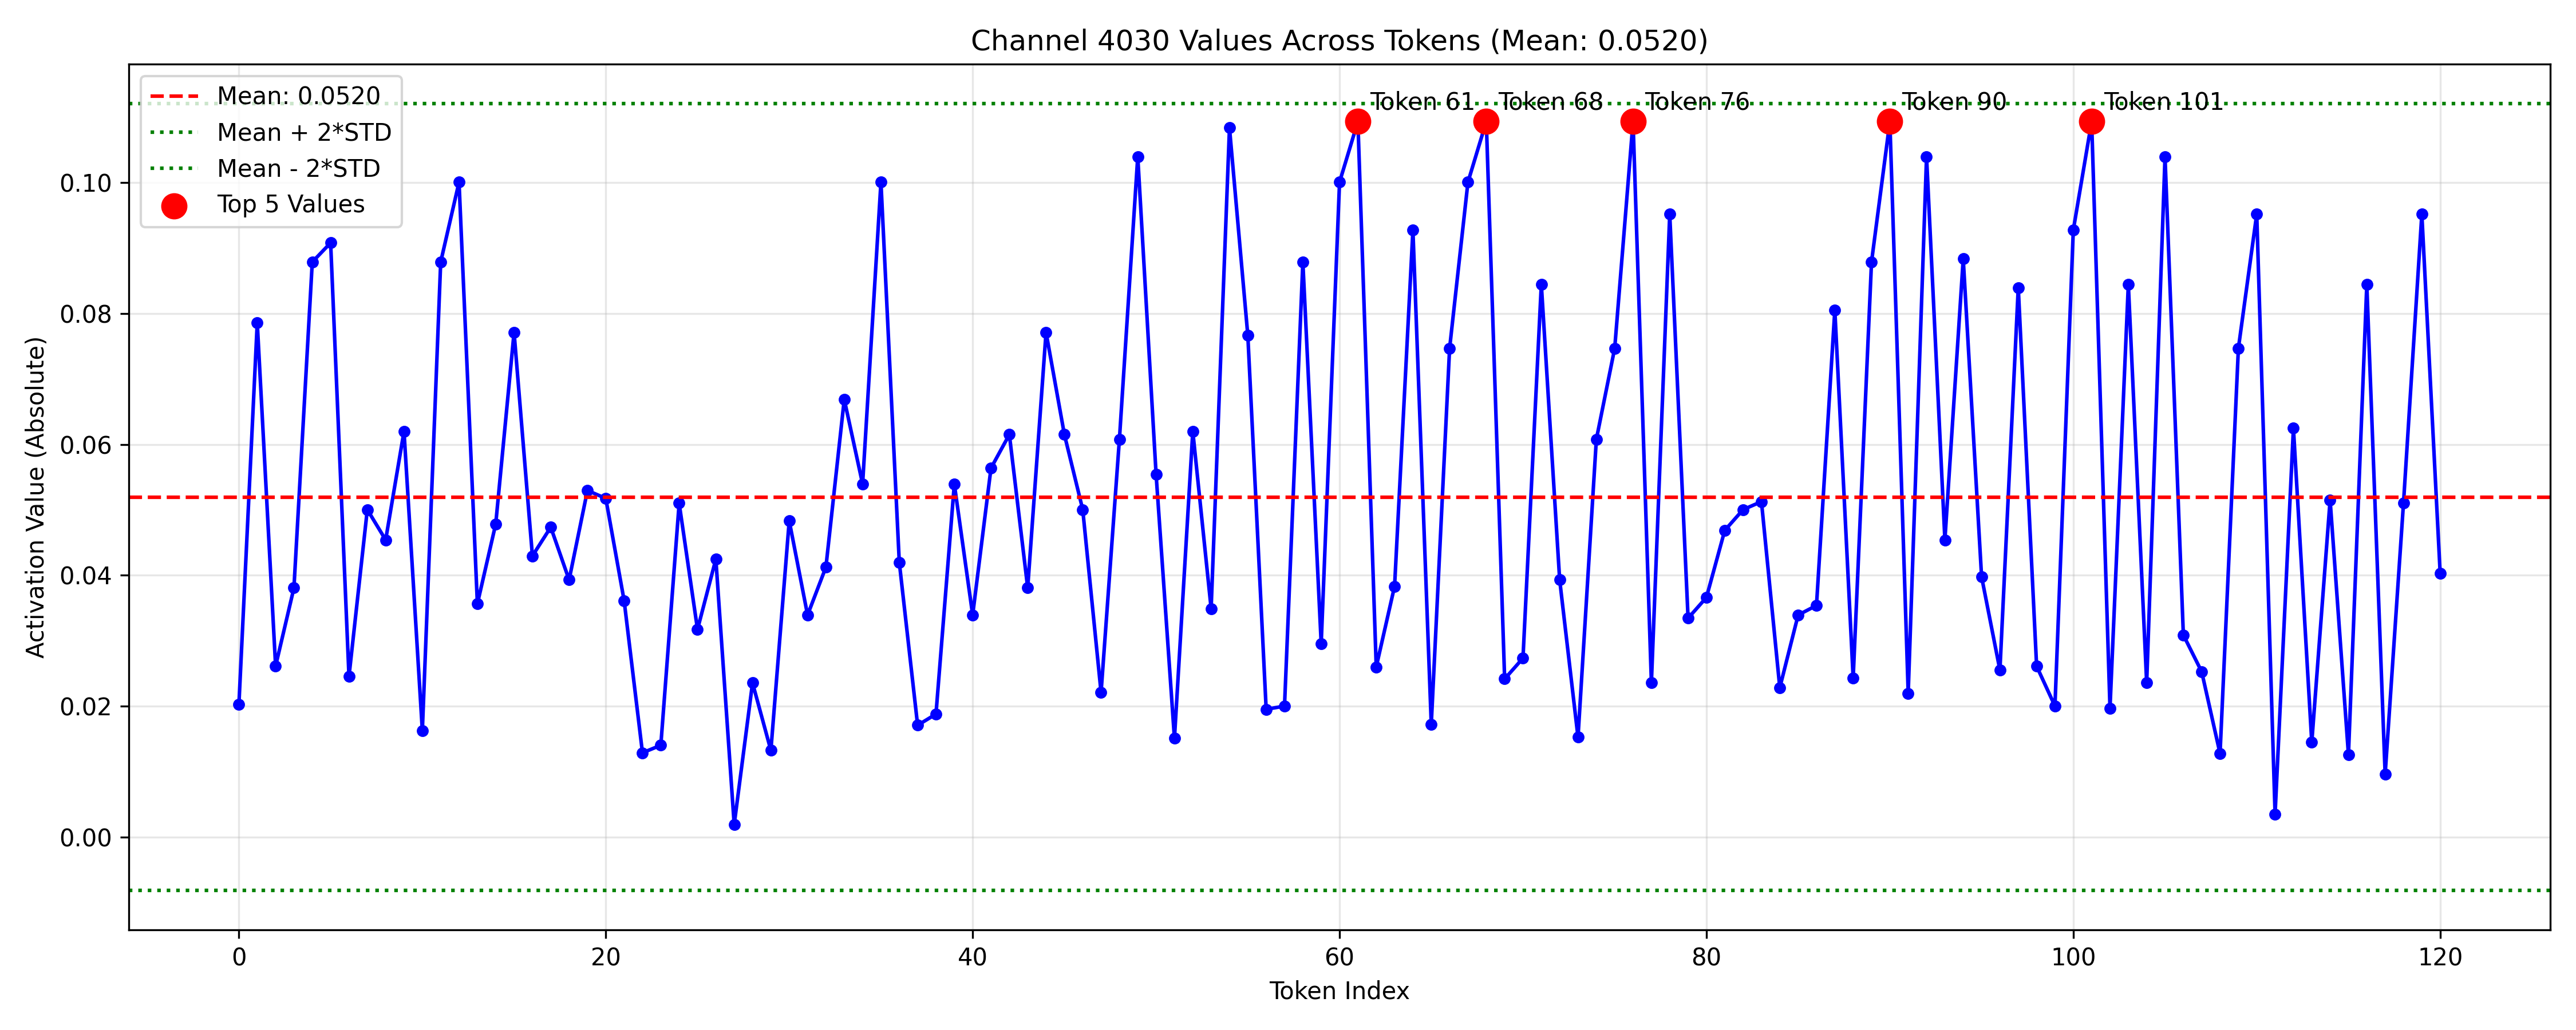 Channel 4030 Values Across Tokens (Mean: 0.0520)
Mean: 0.0520
Mean + 2*STD
Mean - 2*STD
Top 5 Values
Token 61
Token 68
Token 76
Token 90
Token 101
Activation Value (Absolute)
0.10
0.08
0.06
0.04
0.02
0.00
0
20
40
60
80
100
120
Token Index